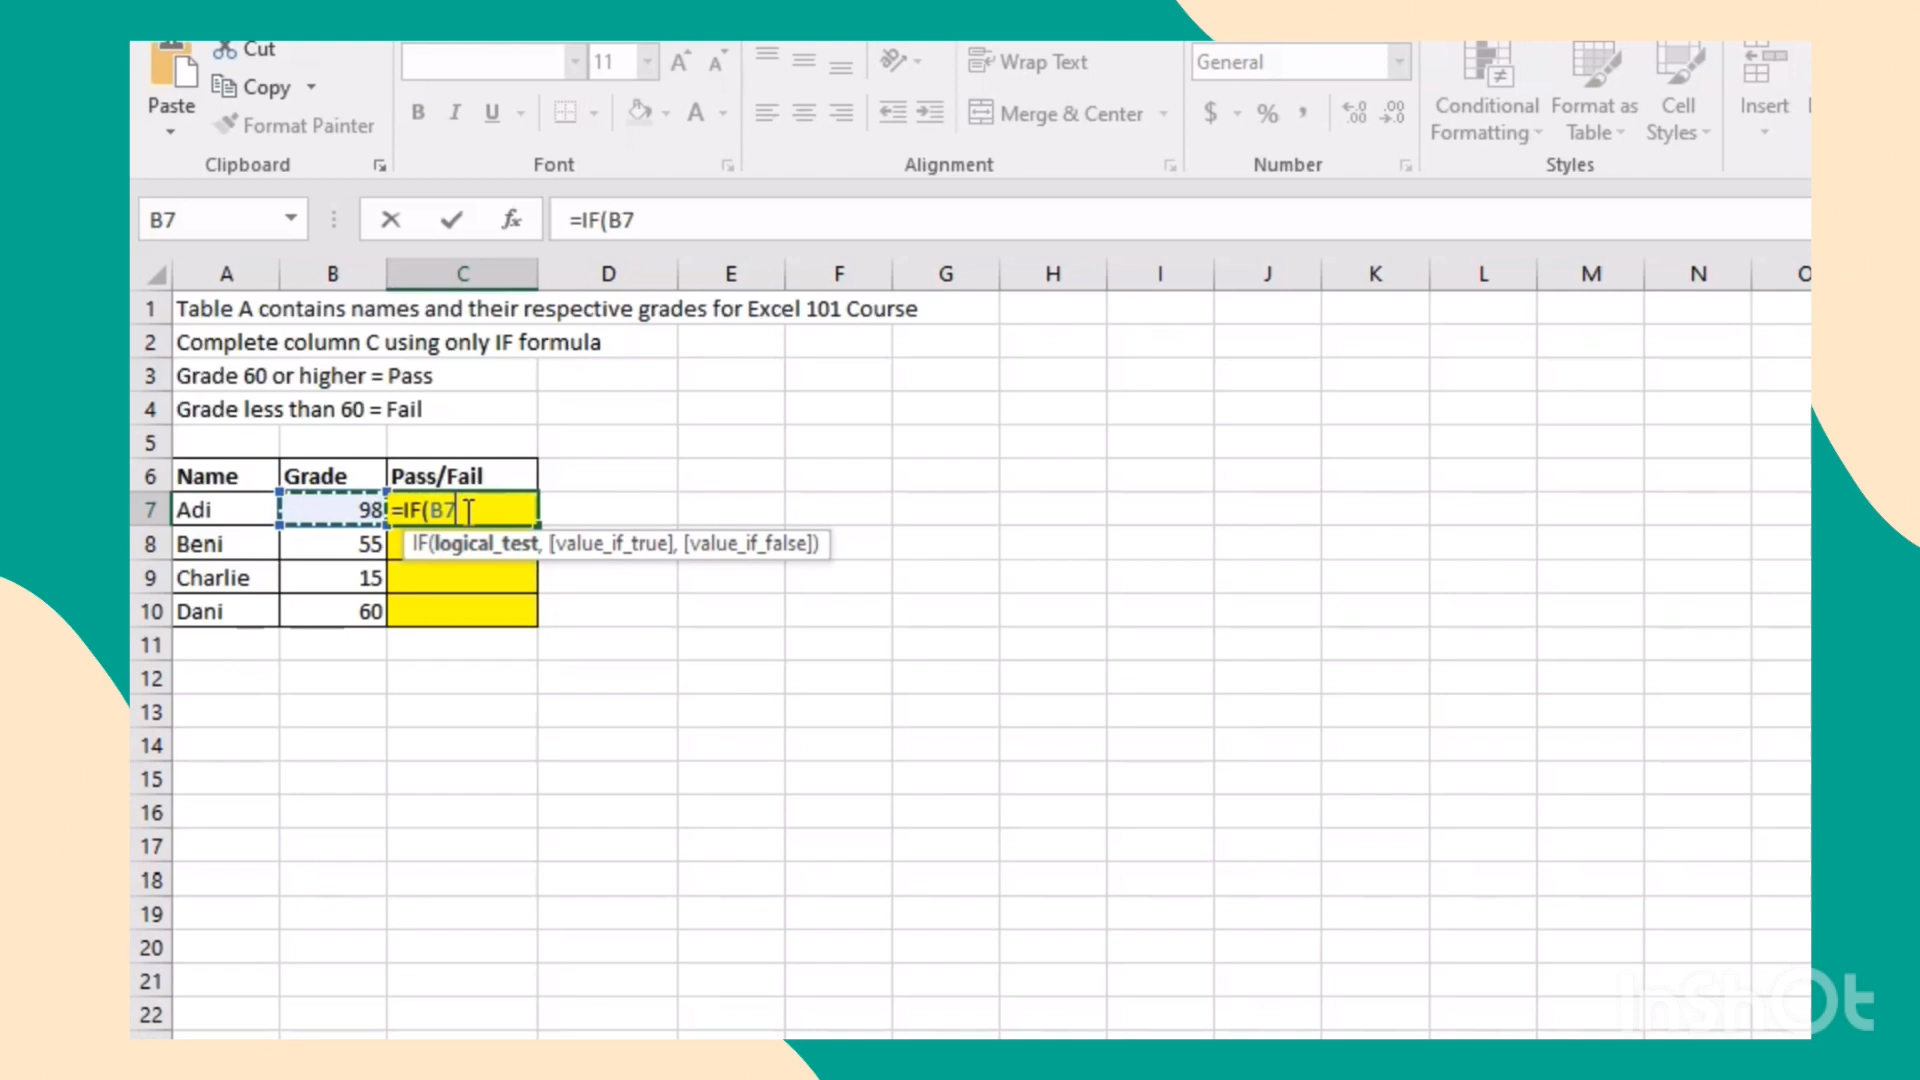 Cut
Copy
Paste
Format Painter
Clipboard
11
B I U
A
Font
Wrap Text
Merge & Center
Alignment
General
$ % ,
Number
Conditional Formatting
Format as Table
Cell Styles
Styles
Insert
B7
fx
=IF(B7
A B C D E F G H I J K L M N O
1 Table A contains names and their respective grades for Excel 101 Course
2 Complete column C using only IF formula
3 Grade 60 or higher = Pass
4 Grade less than 60 = Fail
5
6 Name Grade Pass/Fail
7 Adi 98 =IF(B7
8 Beni 55
IF(logical_test, [value_if_true], [value_if_false])
9 Charlie 15
10 Dani 60
11
12
13
14
15
16
17
18
19
20
21
22
InShOt